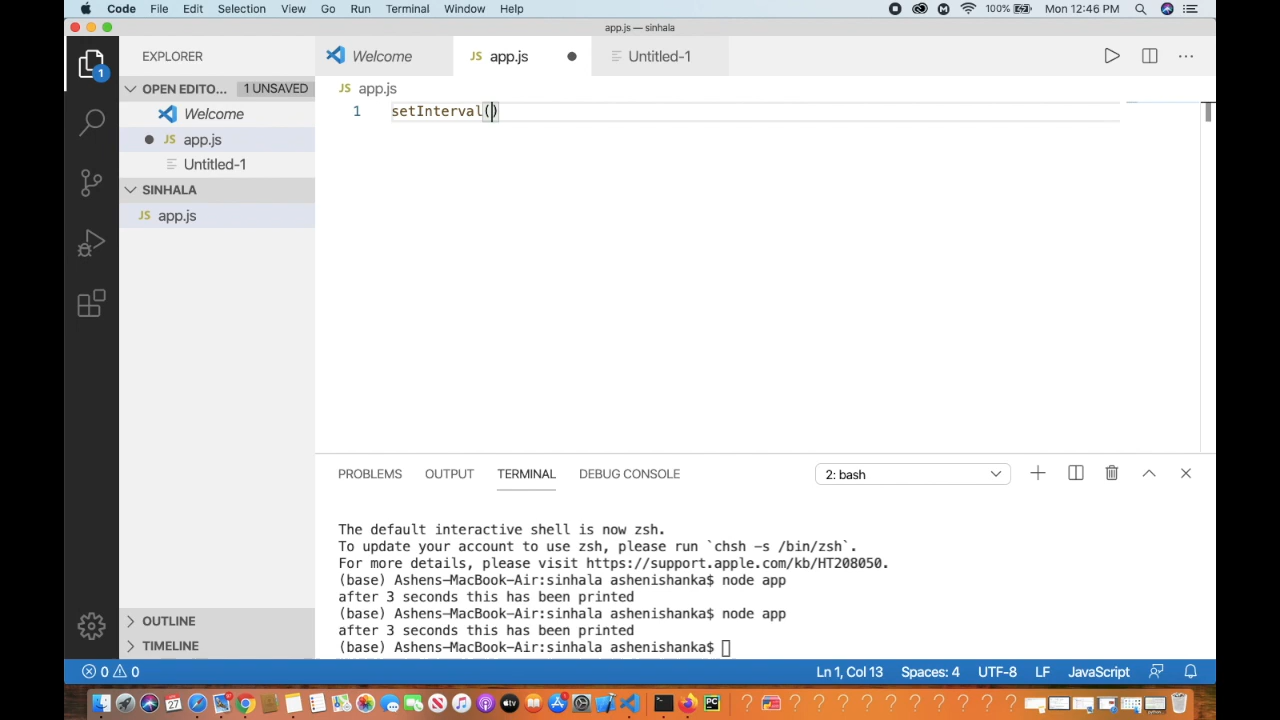 Code File Edit Selection View Go Run Terminal Window Help 100% Mon 12:46 PM
app.js — sinhala
EXPLORER
Welcome
JS app.js
Untitled-1
OPEN EDITO... 1 UNSAVED
Welcome
JS app.js
Untitled-1
SINHALA
JS app.js
JS app.js
1 setInterval()
PROBLEMS OUTPUT TERMINAL DEBUG CONSOLE 2: bash
The default interactive shell is now zsh.
To update your account to use zsh, please run `chsh -s /bin/zsh`.
For more details, please visit https://support.apple.com/kb/HT208050.
(base) Ashens-MacBook-Air:sinhala ashenishanka$ node app
after 3 seconds this has been printed
(base) Ashens-MacBook-Air:sinhala ashenishanka$ node app
after 3 seconds this has been printed
(base) Ashens-MacBook-Air:sinhala ashenishanka$
OUTLINE
TIMELINE
1
0 0 Ln 1, Col 13 Spaces: 4 UTF-8 LF JavaScript